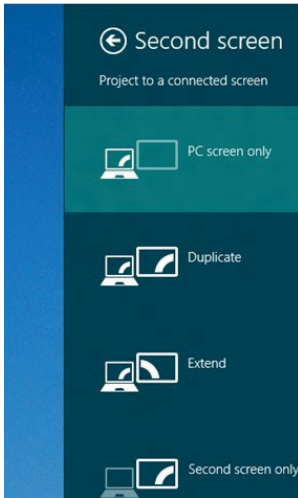 Second screen
Project to a connected screen
PC screen only
Duplicate
Extend
Second screen only